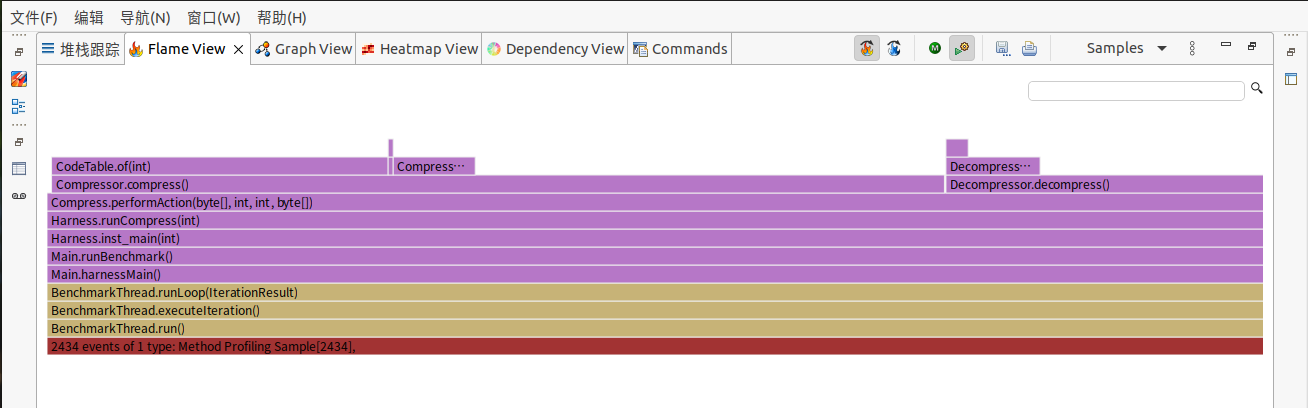 文件(F) 编辑 导航(N) 窗口(W) 帮助(H)
堆栈跟踪 Flame View Graph View Heatmap View Dependency View Commands Samples
CodeTable.of(int) Compress··· Decompress···
Compressor.compress() Decompressor.decompress()
Compress.performAction(byte[], int, int, byte[])
Harness.runCompress(int)
Harness.inst_main(int)
Main.runBenchmark()
Main.harnessMain()
BenchmarkThread.runLoop(IterationResult)
BenchmarkThread.executeIteration()
BenchmarkThread.run()
2434 events of 1 type: Method Profiling Sample[2434],